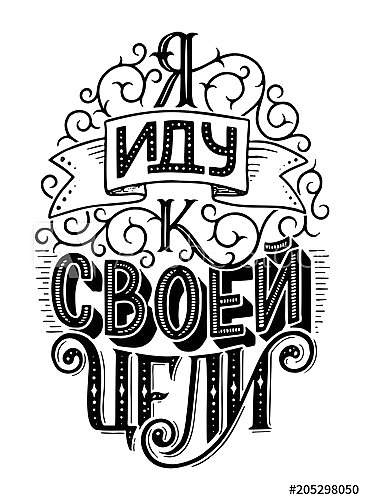 Я
ИДУ
К
СВОЕЙ
ЦЕЛИ
#205298050